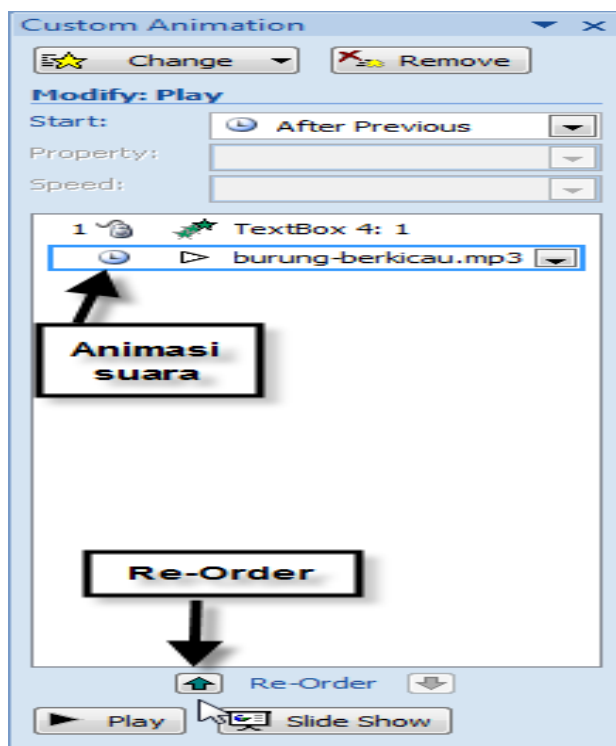 Custom Animation
Change
Remove
Modify: Play
Start:
After Previous
Property:
Speed:
1 TextBox 4: 1
burung-berkicau.mp3
Animasi
suara
Re-Order
Re-Order
Play
Slide Show